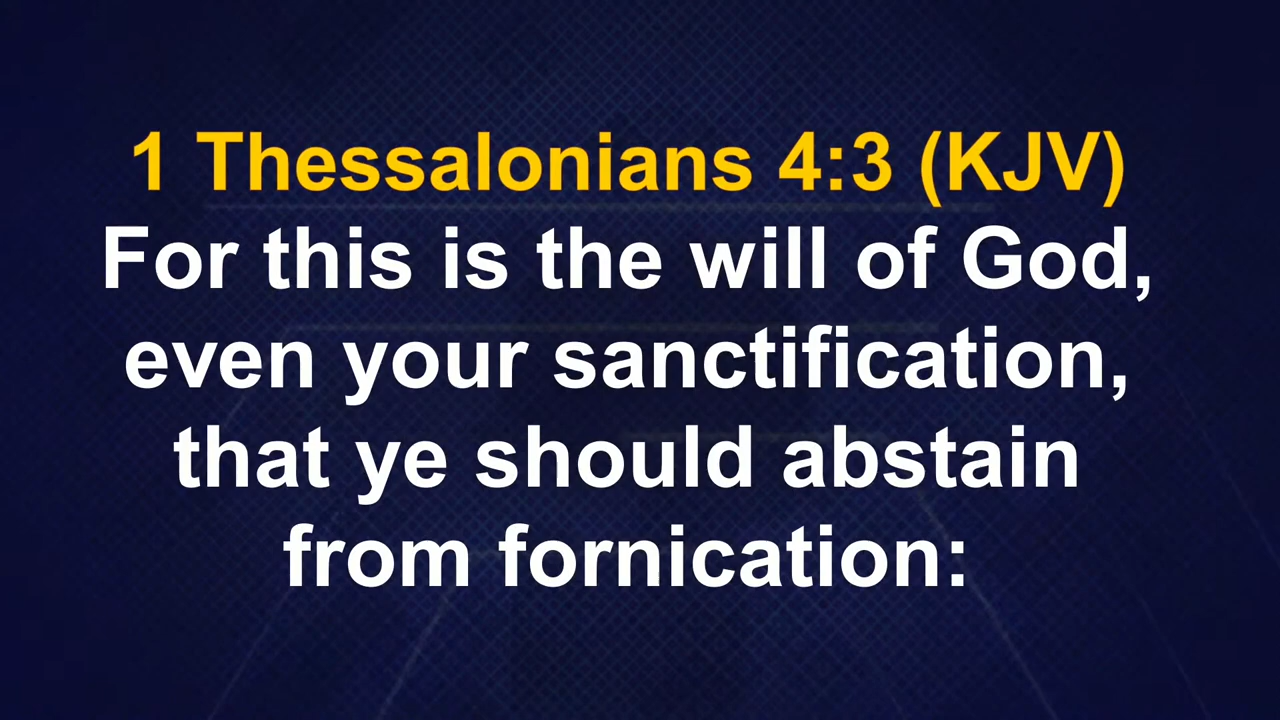 1 Thessalonians 4:3 (KJV)
For this is the will of God,
even your sanctification,
that ye should abstain
from fornication: